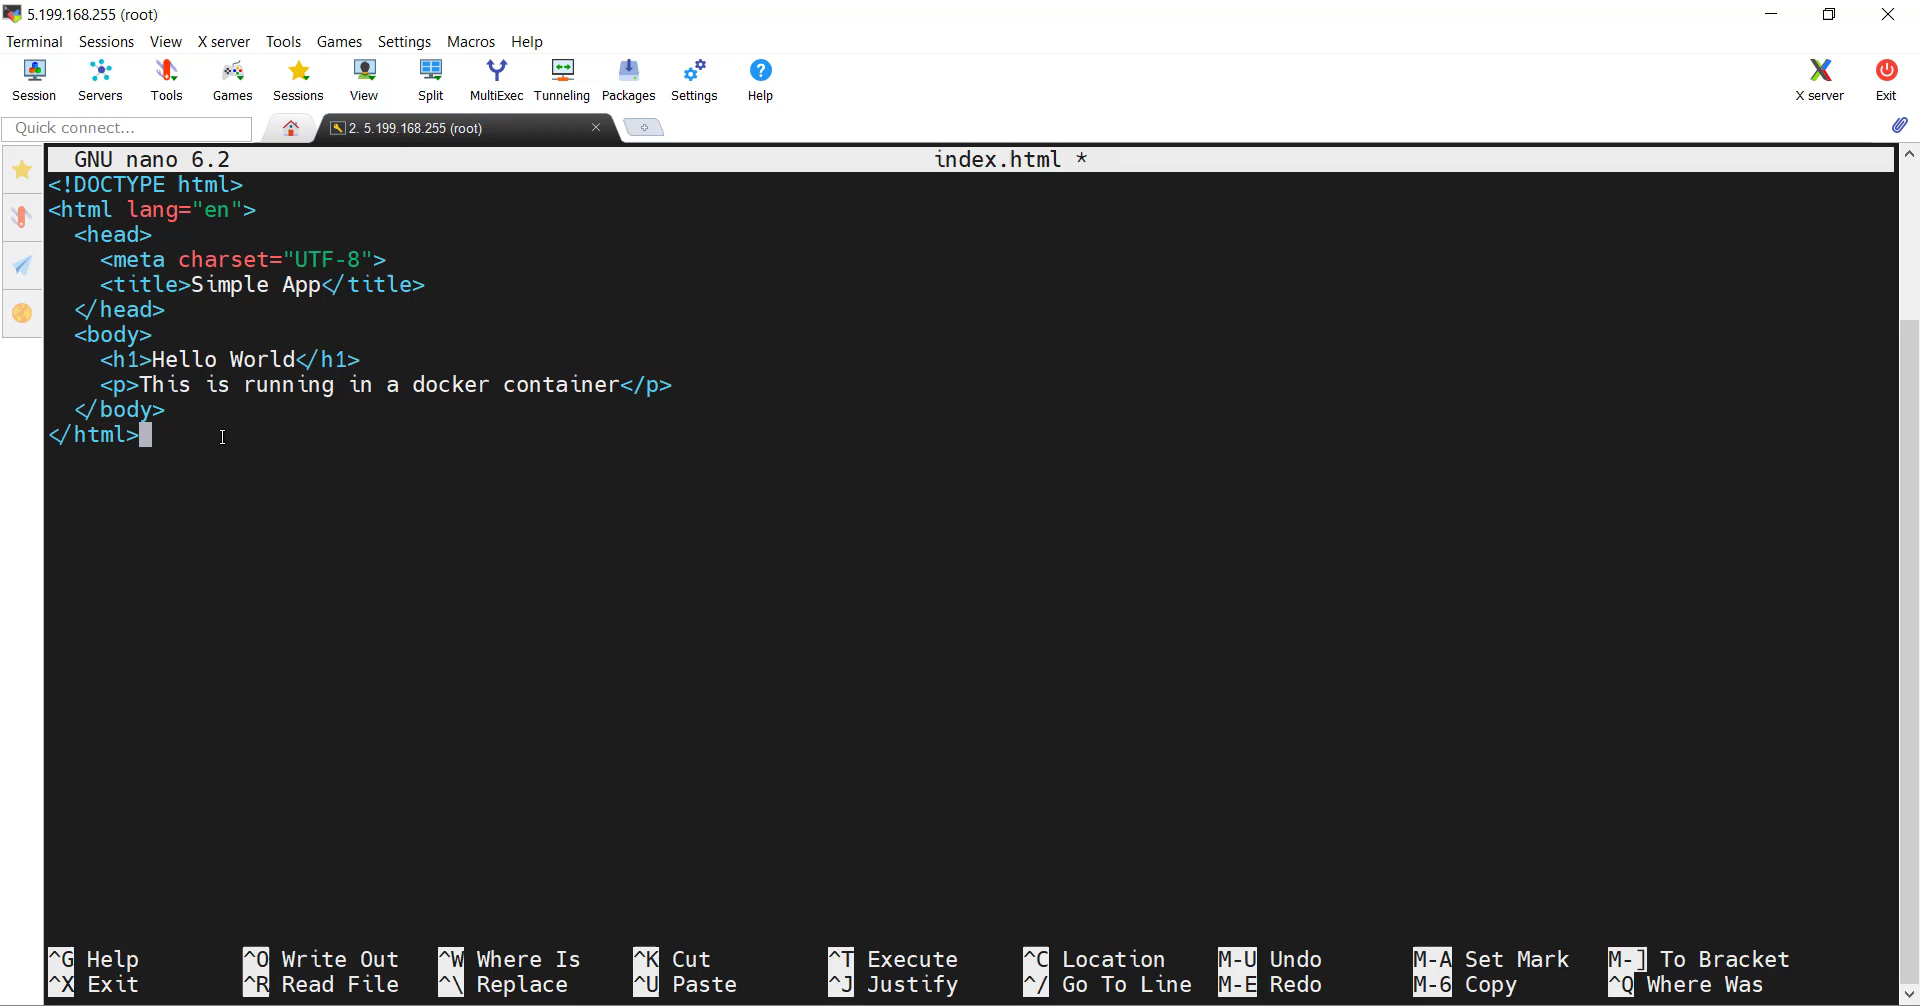 5.199.168.255 (root)
Terminal Sessions View X server Tools Games Settings Macros Help
Session Servers Tools Games Sessions View Split MultiExec Tunneling Packages Settings Help X server Exit
Quick connect... 2. 5.199.168.255 (root)
GNU nano 6.2 index.html *
<!DOCTYPE html>
<html lang="en">
  <head>
    <meta charset="UTF-8">
    <title>Simple App</title>
  </head>
  <body>
    <h1>Hello World</h1>
    <p>This is running in a docker container</p>
  </body>
</html>
^G Help ^O Write Out ^W Where Is ^K Cut ^T Execute ^C Location M-U Undo M-A Set Mark M-] To Bracket
^X Exit ^R Read File ^\ Replace ^U Paste ^J Justify ^/ Go To Line M-E Redo M-6 Copy ^Q Where Was